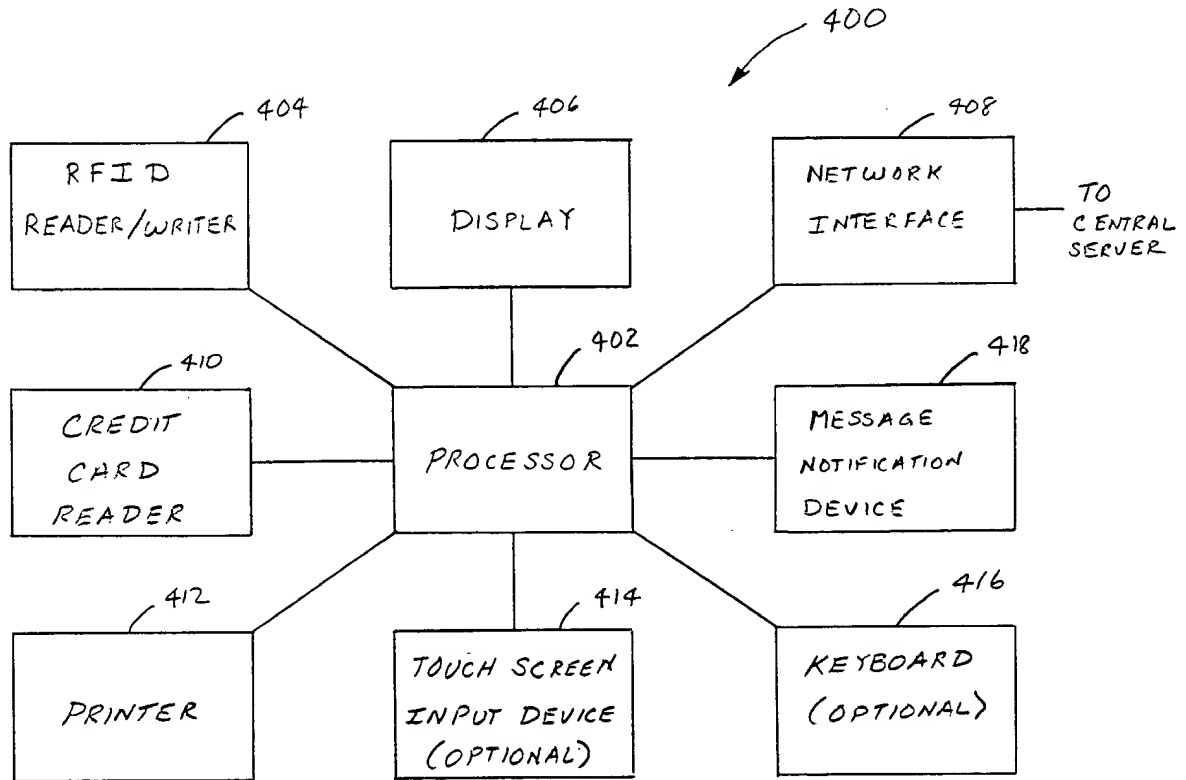 400
404
RFID
READER/WRITER
406
DISPLAY
408
NETWORK
INTERFACE
TO
CENTRAL
SERVER
410
CREDIT
CARD
READER
402
PROCESSOR
418
MESSAGE
NOTIFICATION
DEVICE
412
PRINTER
414
TOUCH SCREEN
INPUT DEVICE
(OPTIONAL)
416
KEYBOARD
(OPTIONAL)